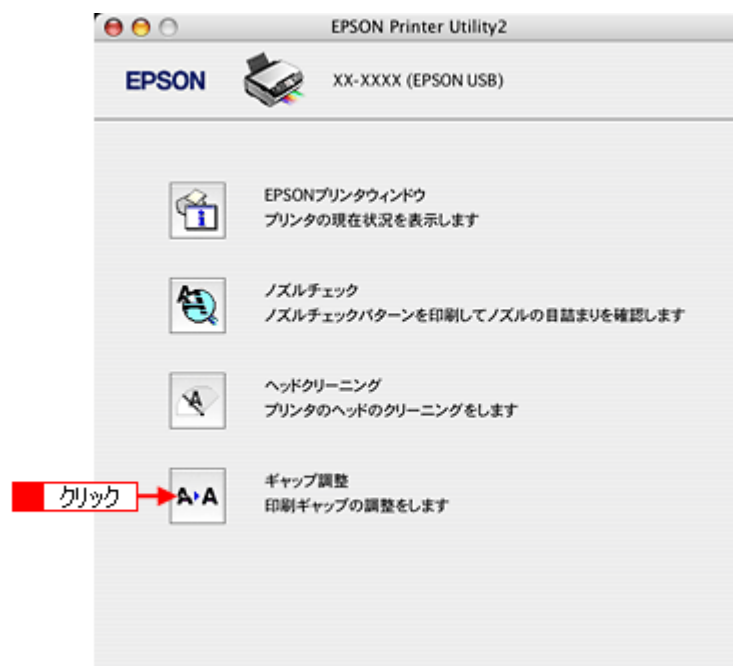 EPSON Printer Utility2
EPSON
XX-XXXX (EPSON USB)
EPSONプリンタウィンドウ
プリンタの現在状況を表示します
ノズルチェック
ノズルチェックパターンを印刷してノズルの目詰まりを確認します
ヘッドクリーニング
プリンタのヘッドのクリーニングをします
クリック
A▸A
ギャップ調整
印刷ギャップの調整をします